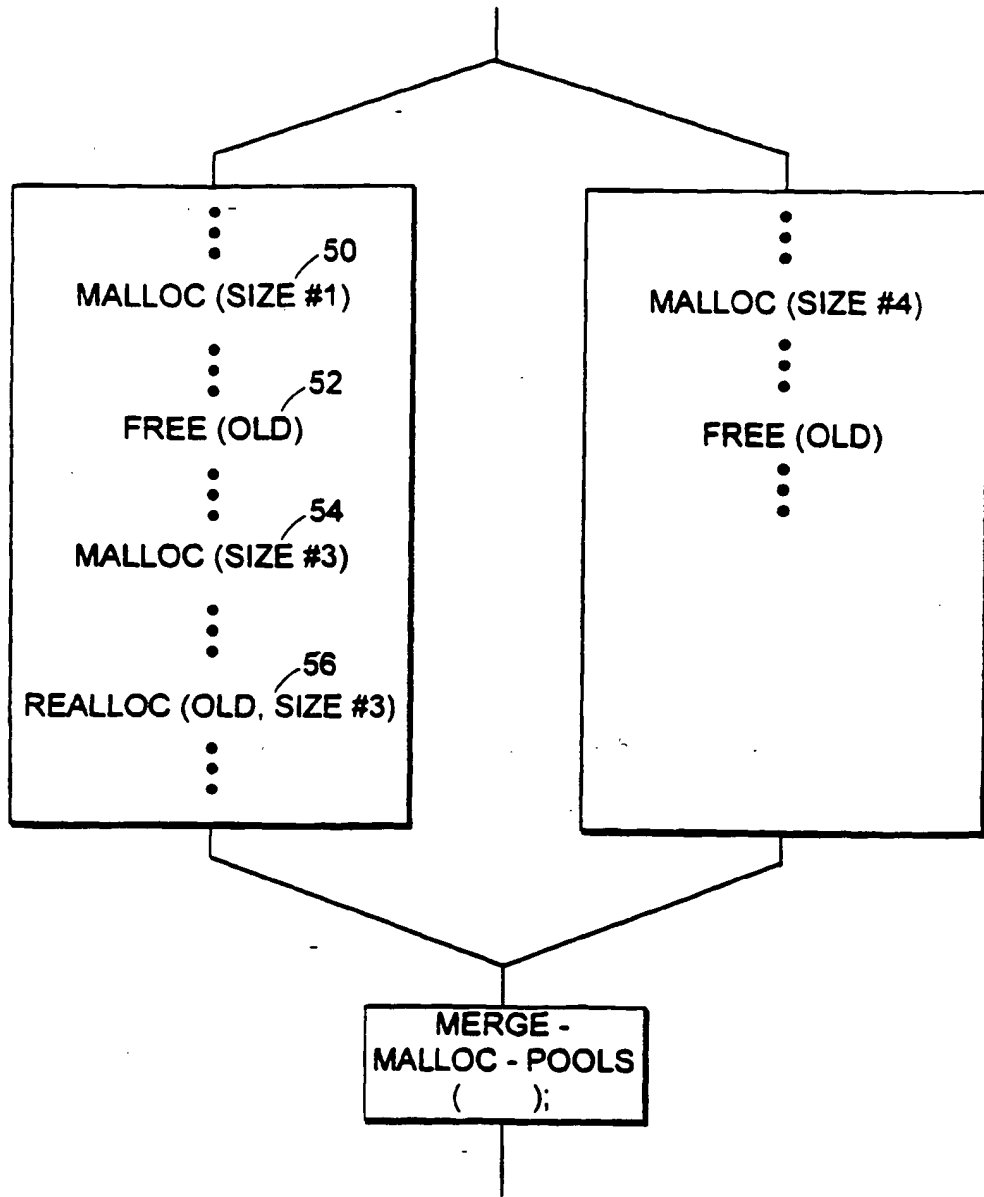 50
MALLOC (SIZE #1)
52
FREE (OLD)
54
MALLOC (SIZE #3)
56
REALLOC (OLD, SIZE #3)
MALLOC (SIZE #4)
FREE (OLD)
MERGE -
MALLOC - POOLS
( );